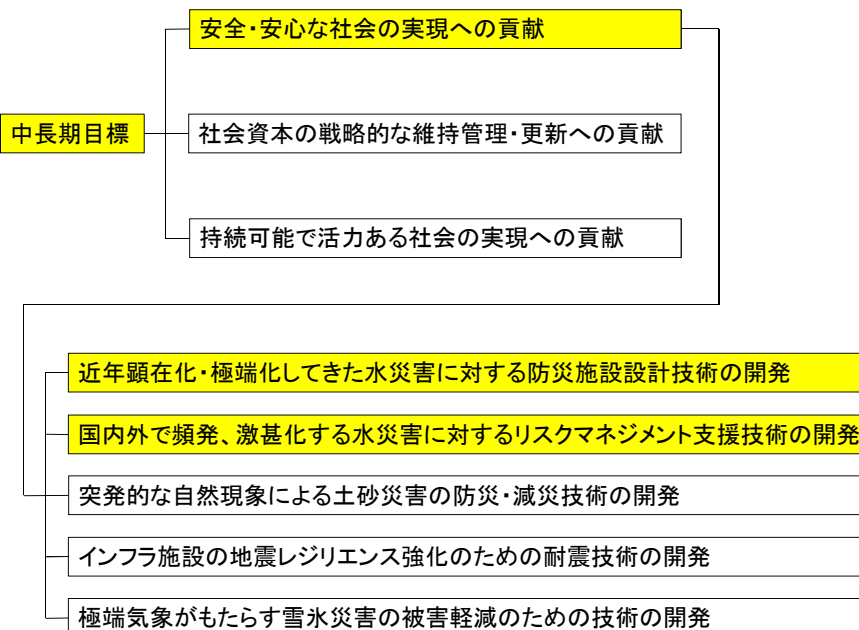 安全・安心な社会の実現への貢献
中長期目標
社会資本の戦略的な維持管理・更新への貢献
持続可能で活力ある社会の実現への貢献
近年顕在化・極端化してきた水災害に対する防災施設設計技術の開発
国内外で頻発、激甚化する水災害に対するリスクマネジメント支援技術の開発
突発的な自然現象による土砂災害の防災・減災技術の開発
インフラ施設の地震レジリエンス強化のための耐震技術の開発
極端気象がもたらす雪氷災害の被害軽減のための技術の開発